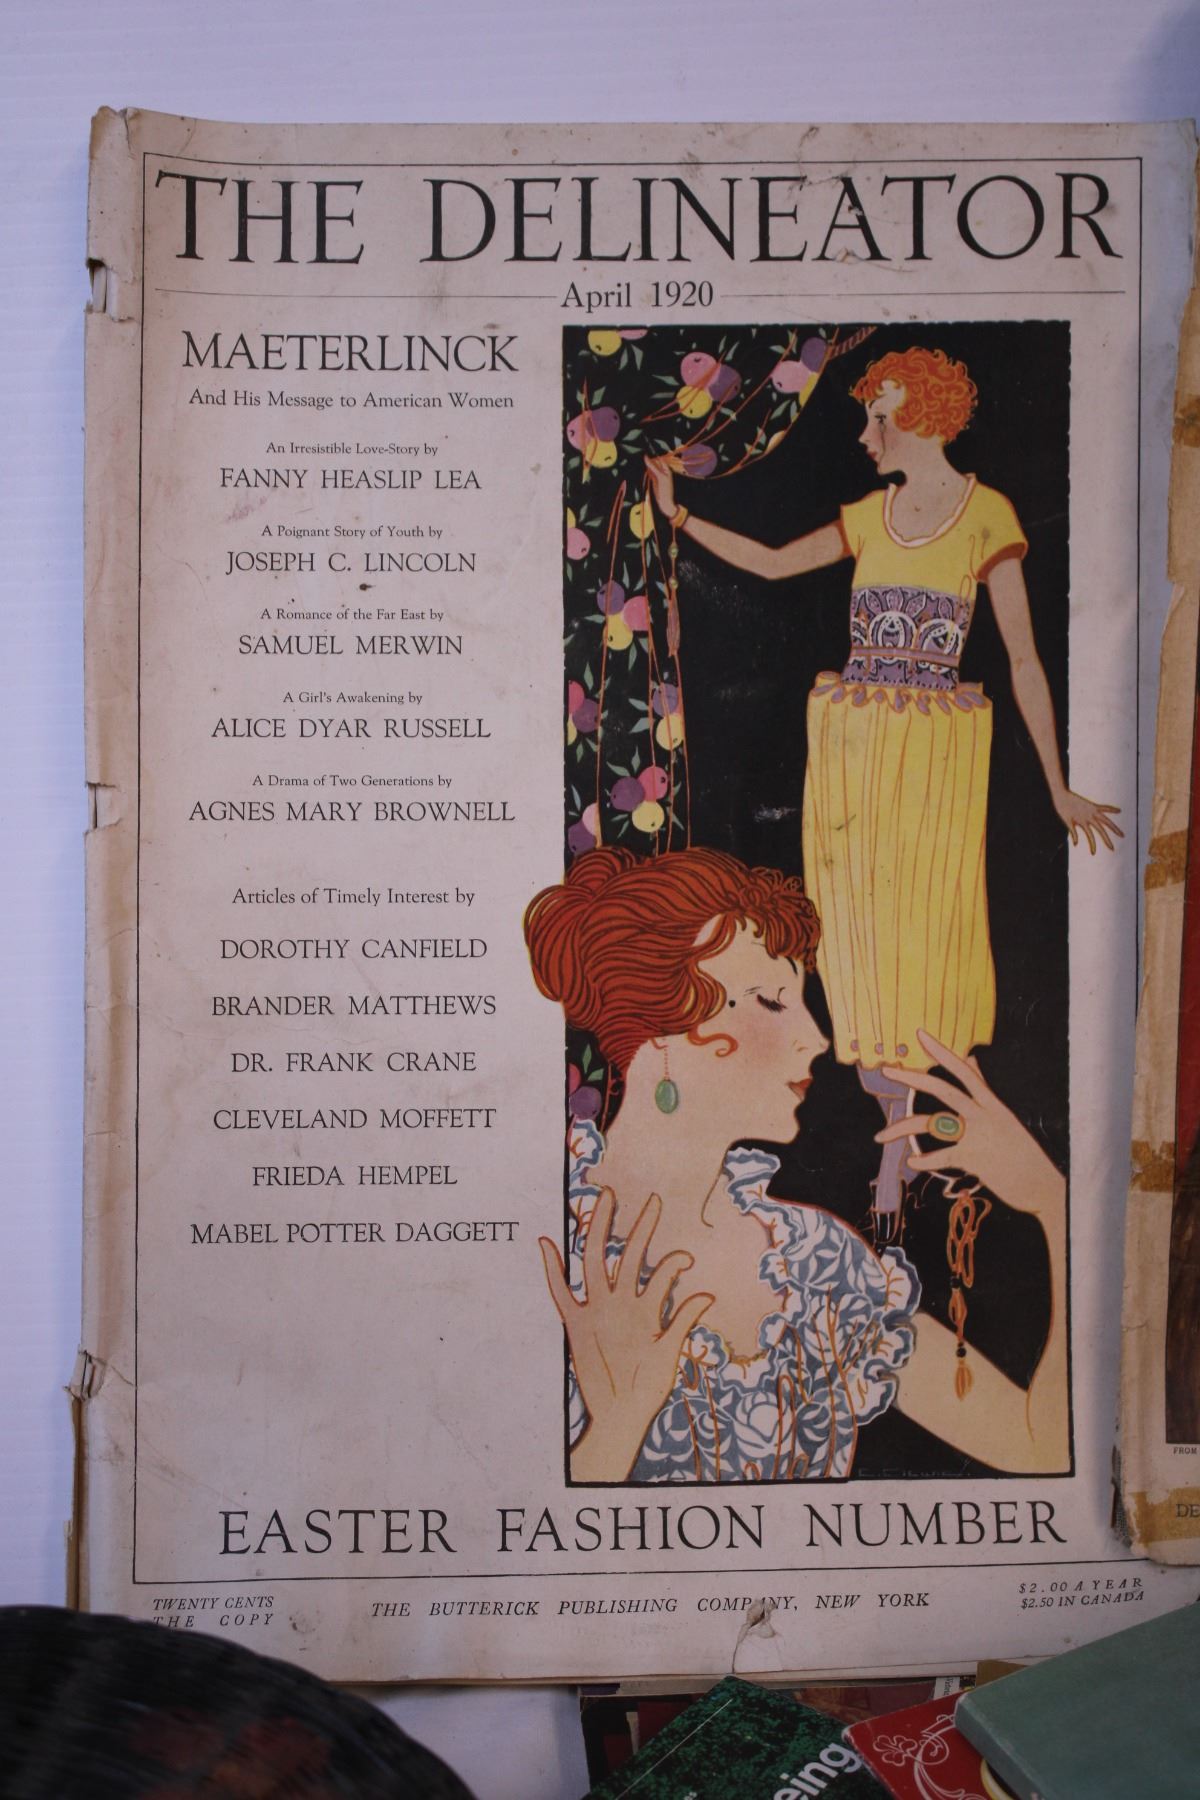 THE DELINEATOR
April 1920
MAETERLINCK
And His Message to American Women
An Irresistible Love-Story by
FANNY HEASLIP LEA
A Poignant Story of Youth by
JOSEPH C. LINCOLN
A Romance of the Far East by
SAMUEL MERWIN
A Girl's Awakening by
ALICE DYAR RUSSELL
A Drama of Two Generations by
AGNES MARY BROWNELL
Articles of Timely Interest by
DOROTHY CANFIELD
BRANDER MATTHEWS
DR. FRANK CRANE
CLEVELAND MOFFETT
FRIEDA HEMPEL
MABEL POTTER DAGGETT
EASTER FASHION NUMBER
TWENTY CENTS
THE COPY
THE BUTTERICK PUBLISHING COMPANY, NEW YORK
$2.00 A YEAR
$2.50 IN CANADA
FROM
DE
eing